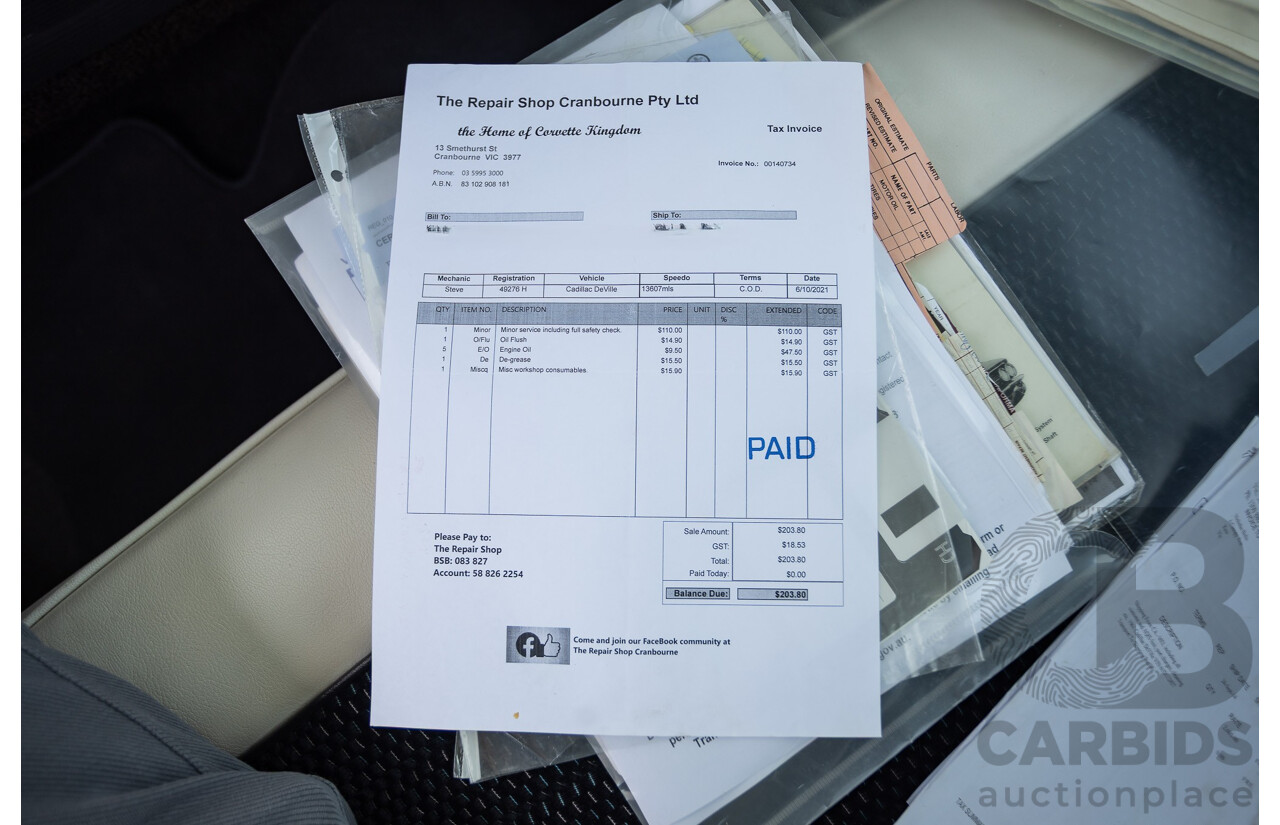 The Repair Shop Cranbourne Pty Ltd
the Home of Corvette Kingdom
Tax Invoice
13 Smethurst St
Cranbourne VIC 3977
Invoice No.: 00140734
Phone: 03 5995 3000
A.B.N. 83 102 908 181
Bill To:
Ship To:
Mechanic Registration Vehicle Speedo Terms Date
Steve 49276 H Cadillac DeVille 13607mls C.O.D. 6/10/2021
QTY ITEM NO. DESCRIPTION PRICE UNIT DISC % EXTENDED CODE
1 Minor Minor service including full safety check. $110.00 $110.00 GST
1 O/Flu Oil Flush $14.90 $14.90 GST
5 E/O Engine Oil $9.50 $47.50 GST
1 De De-grease $15.50 $15.50 GST
1 Miscq Misc workshop consumables $15.90 $15.90 GST
PAID
Please Pay to:
The Repair Shop
BSB: 083 827
Account: 58 826 2254
Sale Amount: $203.80
GST: $18.53
Total: $203.80
Paid Today: $0.00
Balance Due: $203.80
Come and join our FaceBook community at
The Repair Shop Cranbourne
ORIGINAL ESTIMATE
REVISED ESTIMATE
PARTS
LABOR
NAME OF PART
MOTOR OIL
System
Shaft
CB
CARBIDS
auctionplace